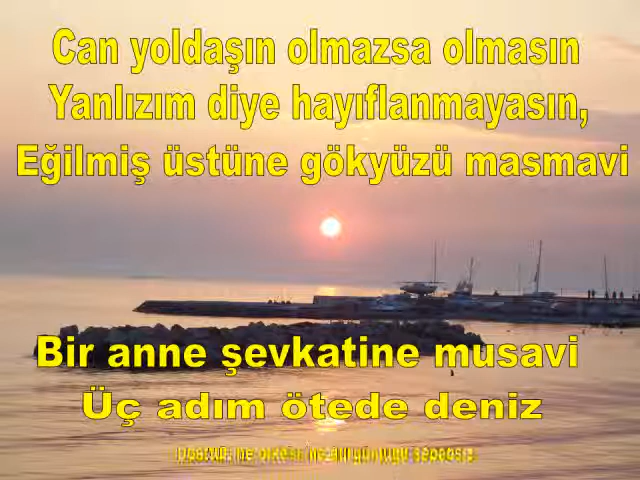 Can yoldaşın olmazsa olmasın
Yanlızım diye hayıflanmayasın,
Eğilmiş üstüne gökyüzü masmavi
Bir anne şevkatine musavi
Üç adım ötede deniz